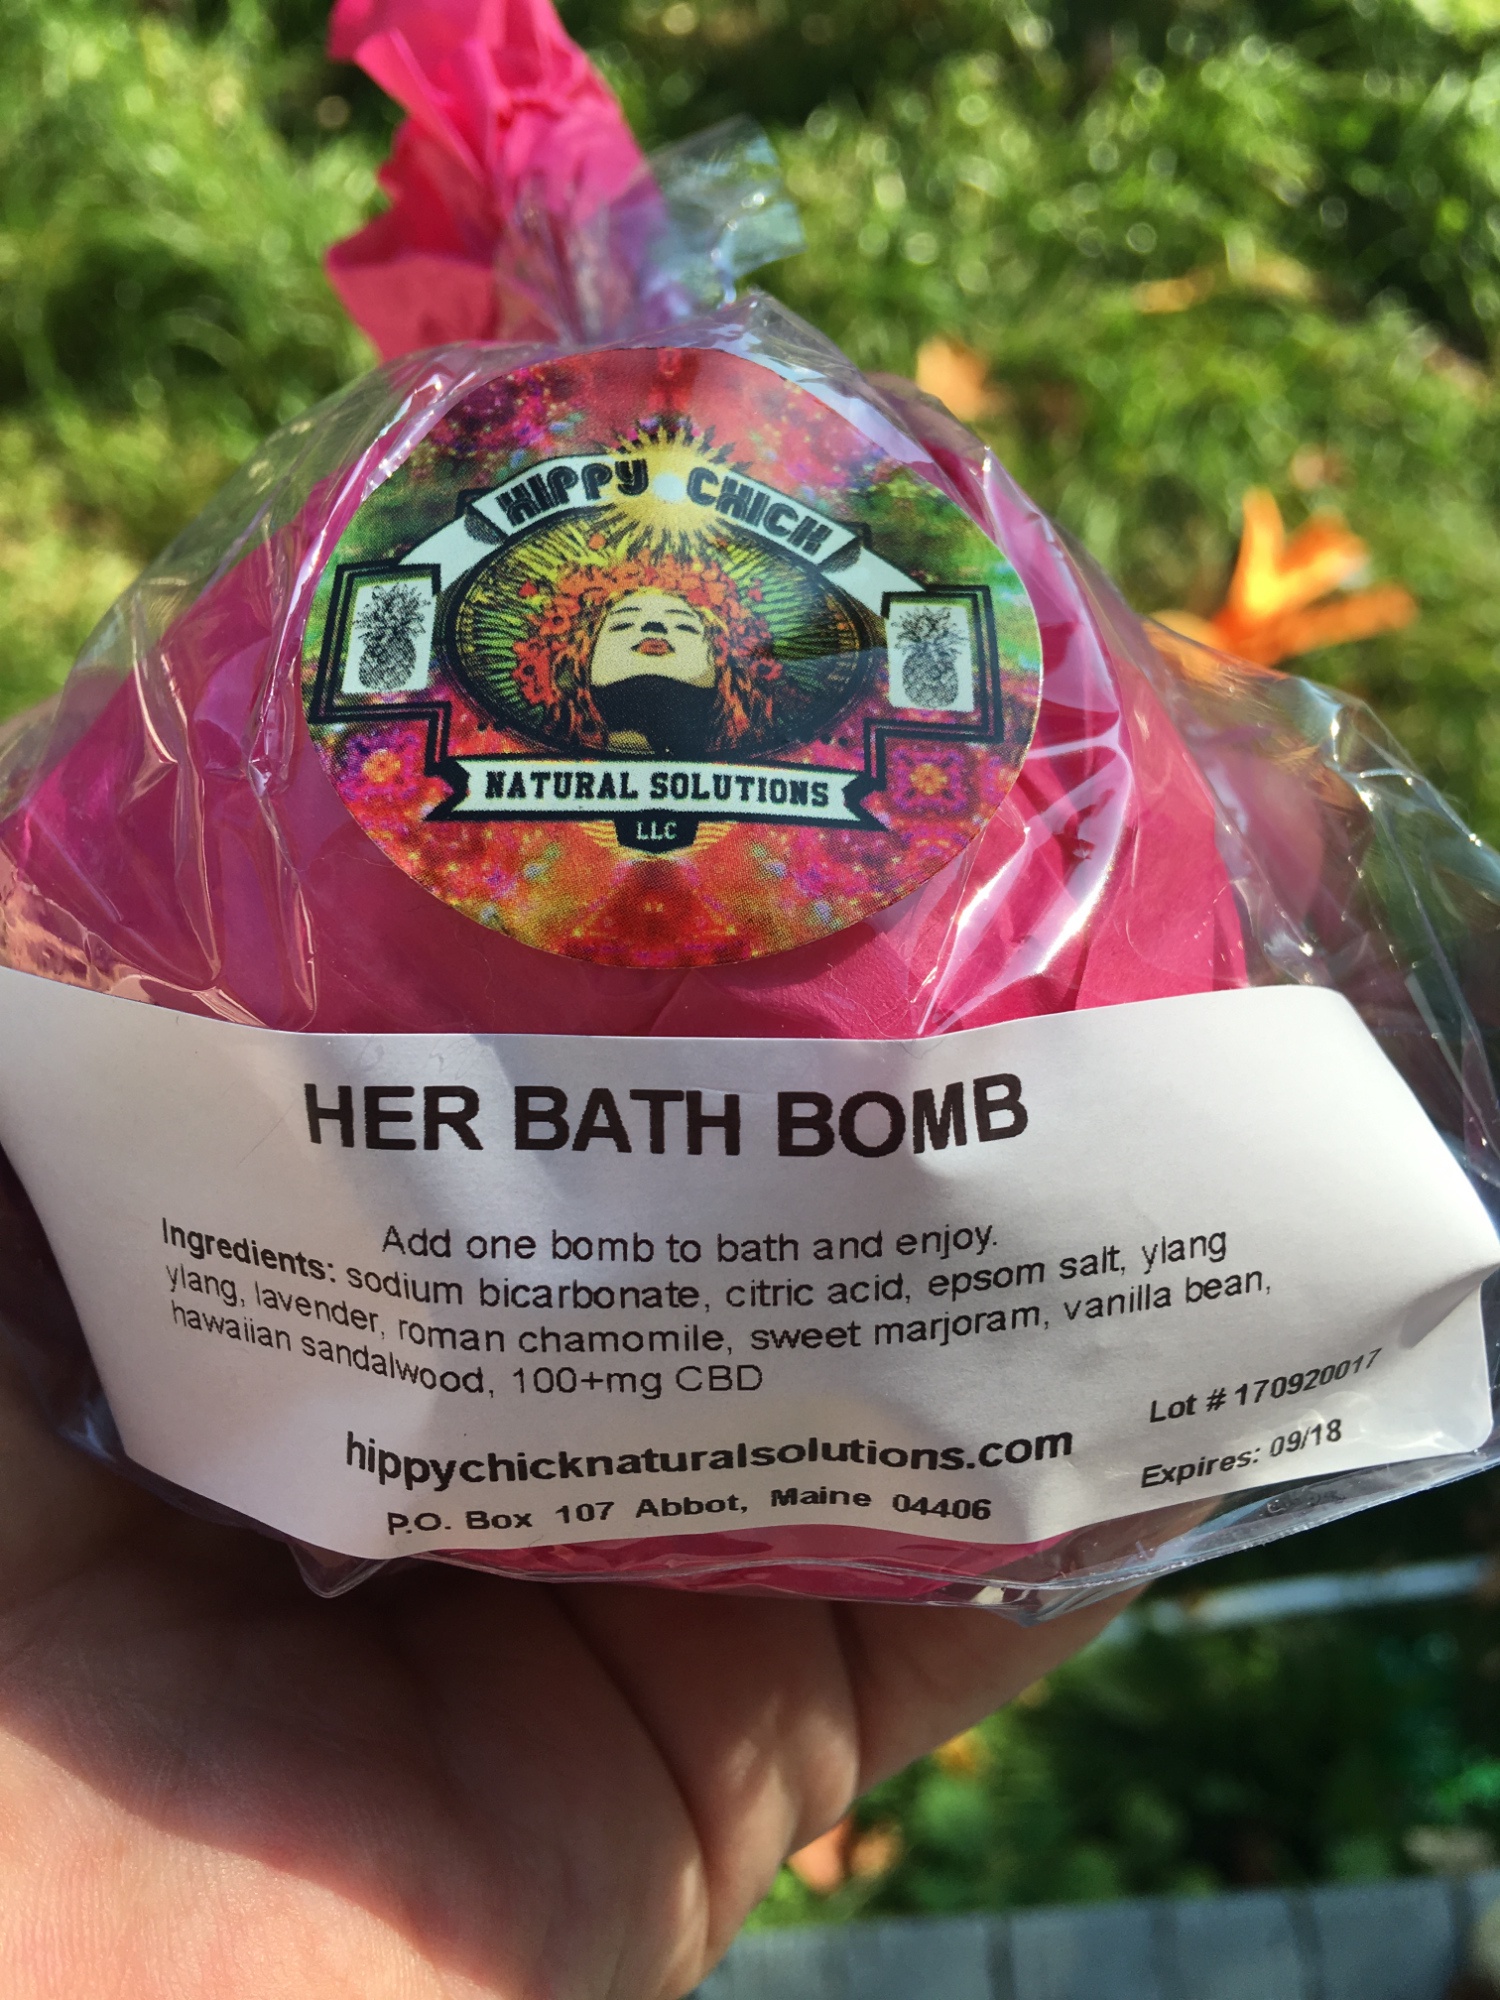 HIPPY CHICK
NATURAL SOLUTIONS
LLC
HER BATH BOMB
Add one bomb to bath and enjoy.
Ingredients: sodium bicarbonate, citric acid, epsom salt, ylang
ylang, lavender, roman chamomile, sweet marjoram, vanilla bean,
hawaiian sandalwood, 100+mg CBD
Lot # 170920017
hippychicknaturalsolutions.com
Expires: 09/18
P.O. Box 107 Abbot, Maine 04406